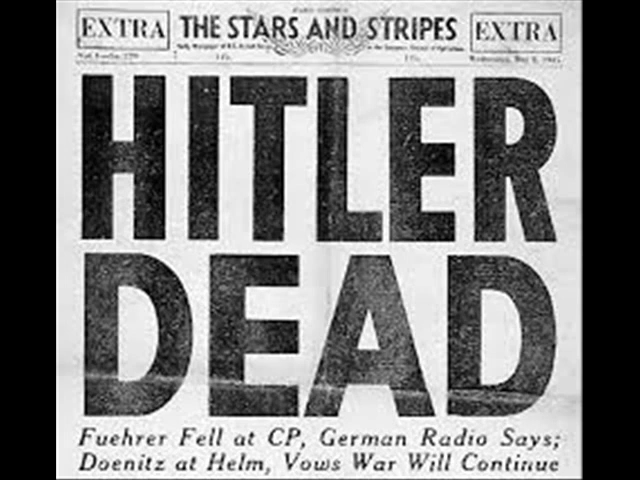 EXTRA THE STARS AND STRIPES EXTRA
HITLER
DEAD
Fuehrer Fell at CP, German Radio Says;
Doenitz at Helm, Vows War Will Continue